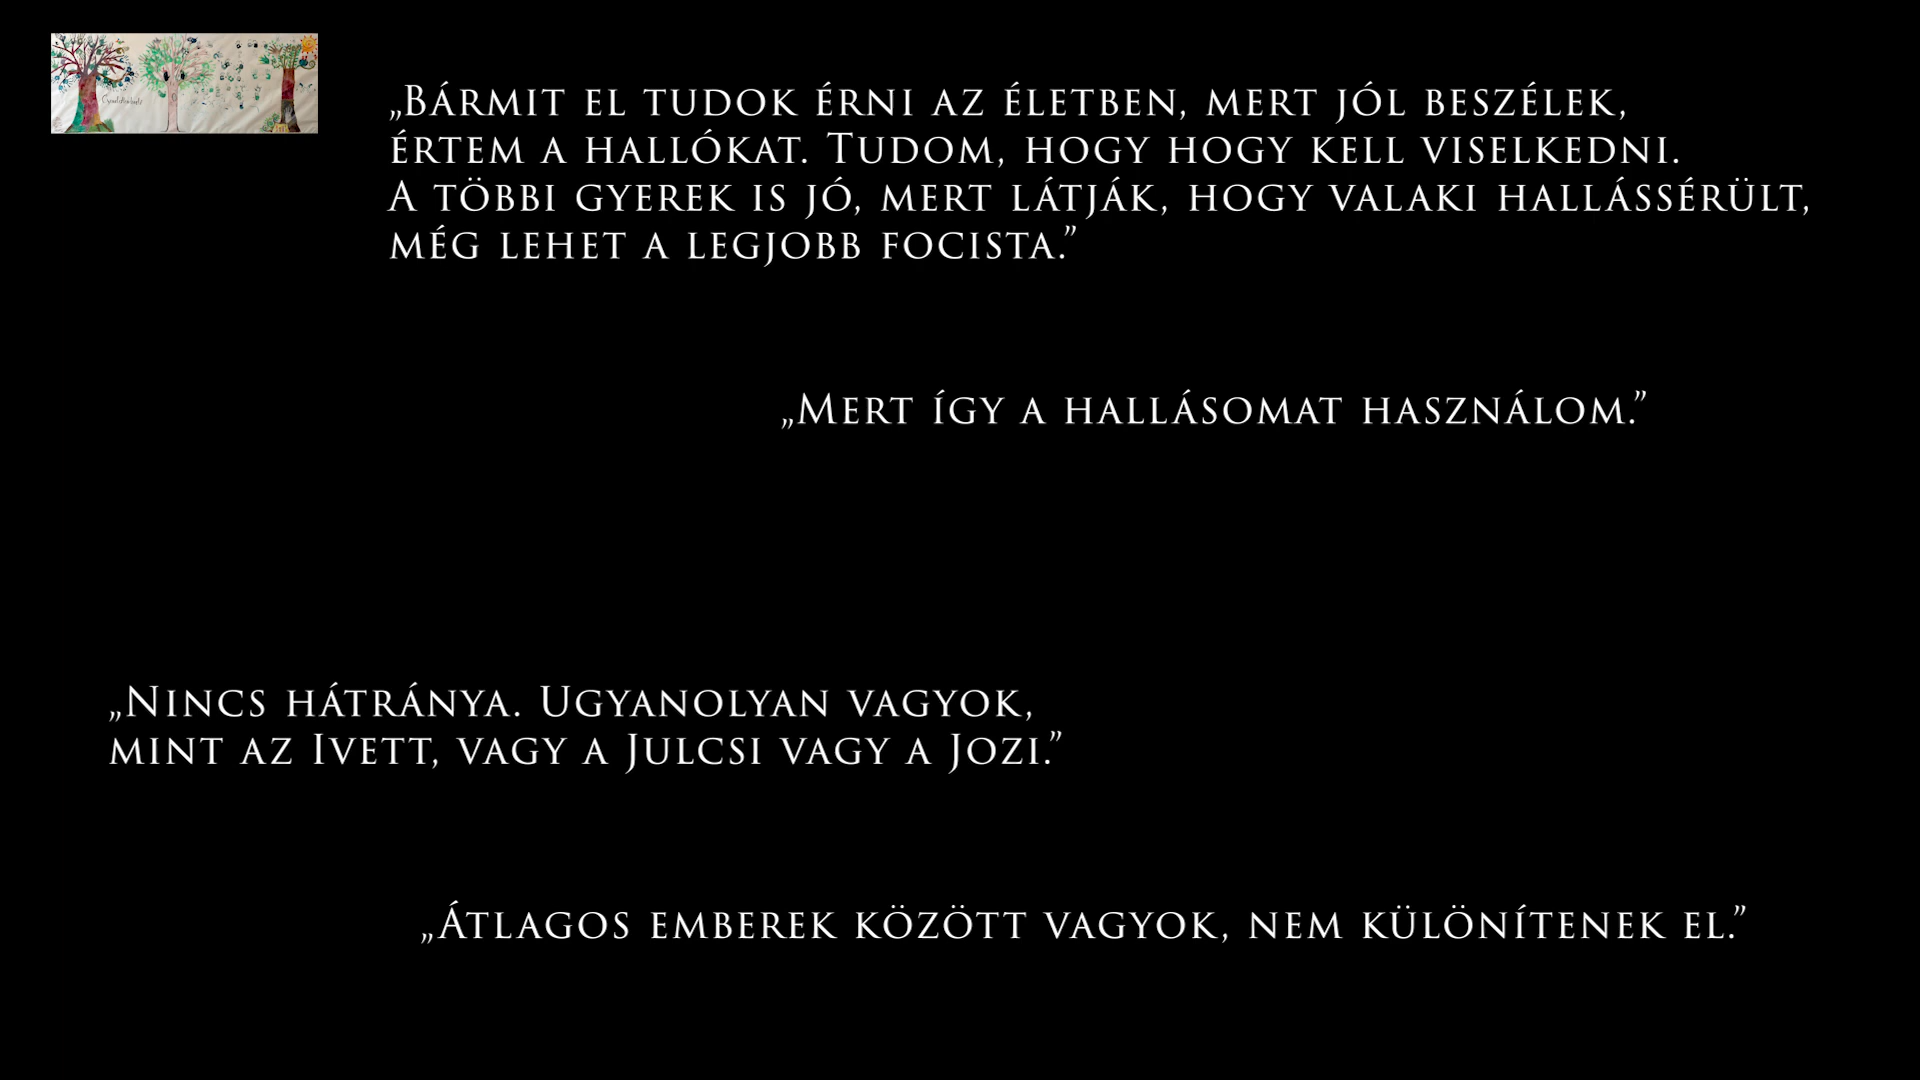 „Bármit el tudok érni az életben, mert jól beszélek,
értem a hallókat. Tudom, hogy hogy kell viselkedni.
A többi gyerek is jó, mert látják, hogy valaki hallássérült,
még lehet a legjobb focista.”
„Mert így a hallásomat használom.”
„Nincs hátránya. Ugyanolyan vagyok,
mint az Ivett, vagy a Julcsi vagy a Jozi.”
„Átlagos emberek között vagyok, nem különítenek el.”